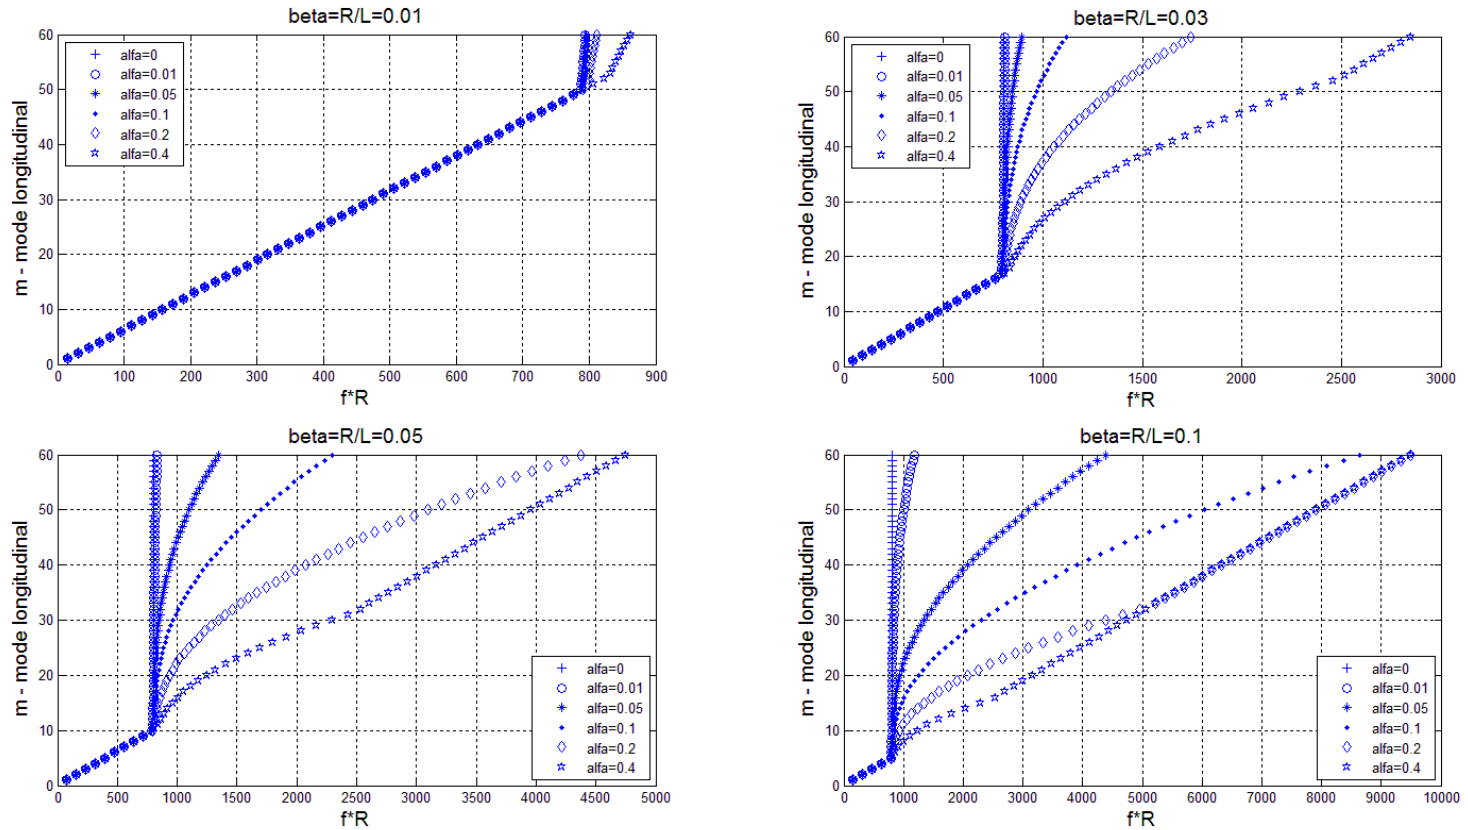 beta=R/L=0.01
60
50
40
30
20
10
0
m - mode longitudinal
alfa=0
alfa=0.01
alfa=0.05
alfa=0.1
alfa=0.2
alfa=0.4
0 100 200 300 400 500 600 700 800 900
f*R
beta=R/L=0.03
60
50
40
30
20
10
0
m - mode longitudinal
alfa=0
alfa=0.01
alfa=0.05
alfa=0.1
alfa=0.2
alfa=0.4
0 500 1000 1500 2000 2500 3000
f*R
beta=R/L=0.05
60
50
40
30
20
10
0
m - mode longitudinal
alfa=0
alfa=0.01
alfa=0.05
alfa=0.1
alfa=0.2
alfa=0.4
0 500 1000 1500 2000 2500 3000 3500 4000 4500 5000
f*R
beta=R/L=0.1
60
50
40
30
20
10
0
m - mode longitudinal
alfa=0
alfa=0.01
alfa=0.05
alfa=0.1
alfa=0.2
alfa=0.4
0 1000 2000 3000 4000 5000 6000 7000 8000 9000 10000
f*R